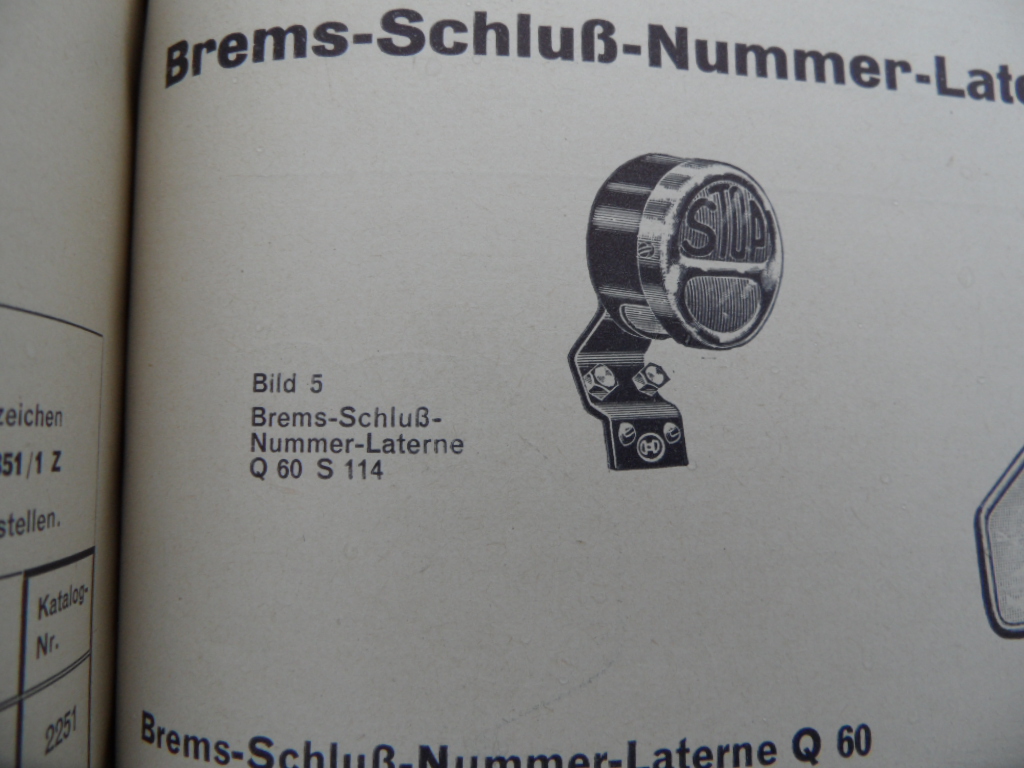 zeichen
351/1 Z
stellen.
Katalog-
Nr.
2251
Brems-Schluß-Nummer-Late
STOP
Bild 5
Brems-Schluß-
Nummer-Laterne
Q 60 S 114
Brems-Schluß-Nummer-Laterne Q 60